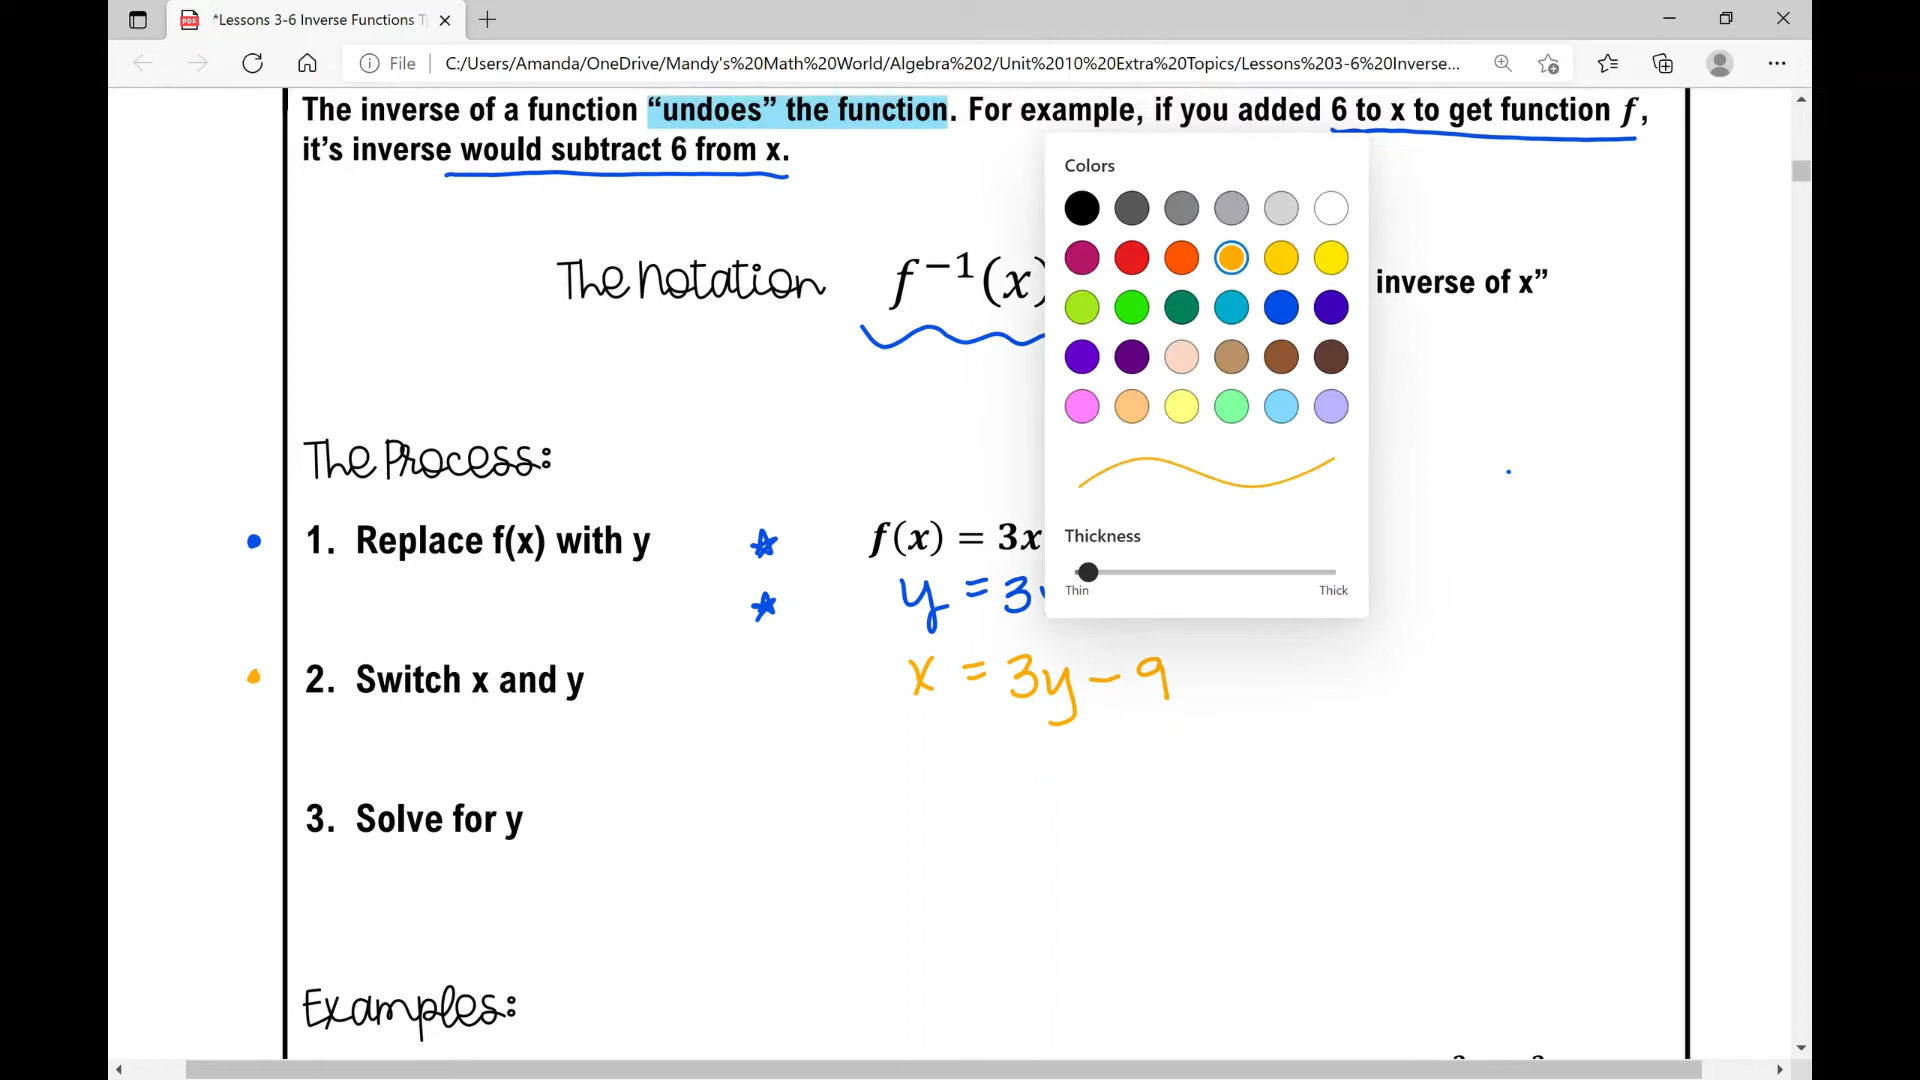 *Lessons 3-6 Inverse Functions
File
C:/Users/Amanda/OneDrive/Mandy's%20Math%20World/Algebra%202/Unit%2010%20Extra%20Topics/Lessons%203-6%20Inverse...
The inverse of a function “undoes” the function. For example, if you added 6 to x to get function f,
it’s inverse would subtract 6 from x.
Colors
The Notation f⁻¹(x) inverse of x”
The Process:
Thickness
1. Replace f(x) with y f(x) = 3x
Thin Thick
y = 3
2. Switch x and y x = 3y - 9
3. Solve for y
Examples: